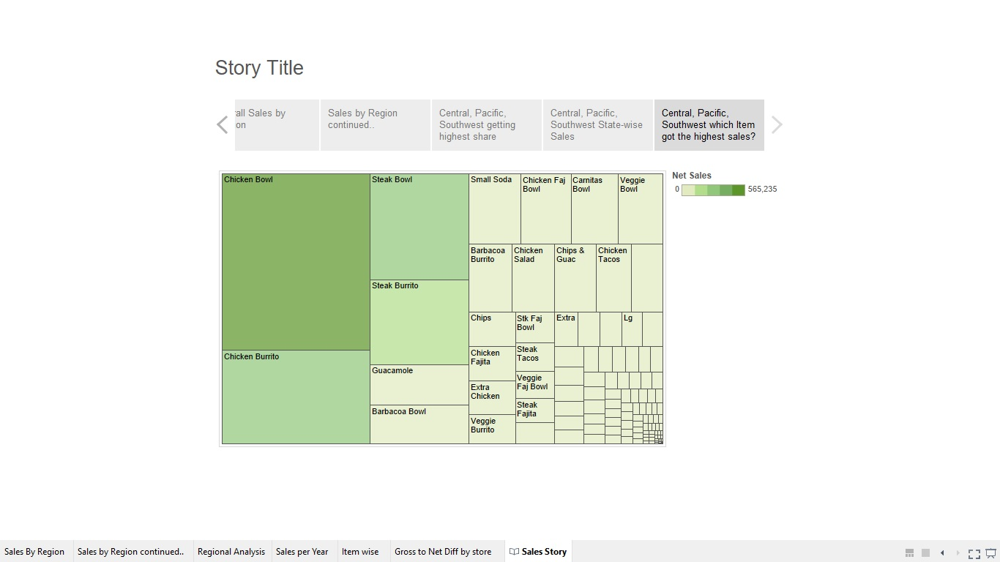 Story Title
all Sales by
on
Sales by Region
continued..
Central, Pacific,
Southwest getting
highest share
Central, Pacific,
Southwest State-wise
Sales
Central, Pacific,
Southwest which Item
got the highest sales?
Chicken Bowl
Steak Bowl
Small Soda
Chicken Faj
Bowl
Carnitas
Bowl
Veggie
Bowl
Net Sales
0 565,235
Barbacoa
Burrito
Chicken
Salad
Chips &
Guac
Chicken
Tacos
Steak Burrito
Chips
Stk Faj
Bowl
Extra
Lg
Chicken
Fajita
Steak
Tacos
Chicken Burrito
Guacamole
Veggie
Faj Bowl
Extra
Chicken
Steak
Fajita
Barbacoa Bowl
Veggie
Burrito
Sales By Region
Sales by Region continued..
Regional Analysis
Sales per Year
Item wise
Gross to Net Diff by store
Sales Story